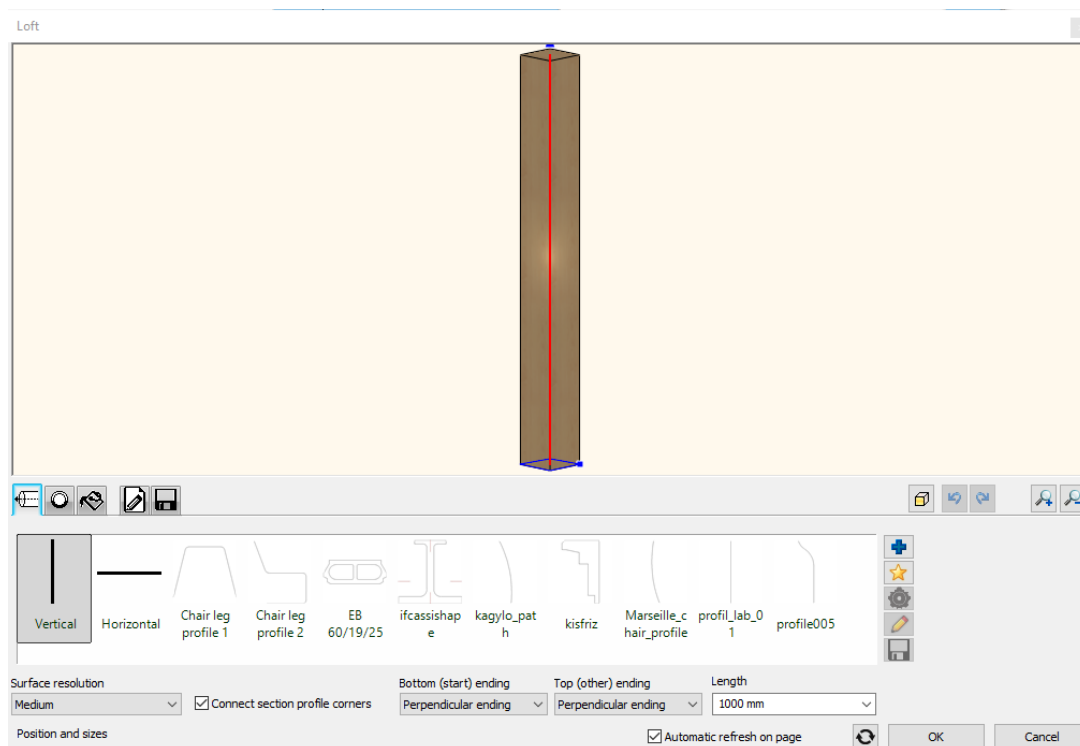 Loft
Vertical
Horizontal
Chair leg
profile 1
Chair leg
profile 2
EB
60/19/25
ifcassishap
e
kagylo_pat
h
kisfriz
Marseille_c
hair_profile
profil_lab_0
1
profile005
Surface resolution
Medium
Connect section profile corners
Bottom (start) ending
Perpendicular ending
Top (other) ending
Perpendicular ending
Length
1000 mm
Position and sizes
Automatic refresh on page
OK
Cancel